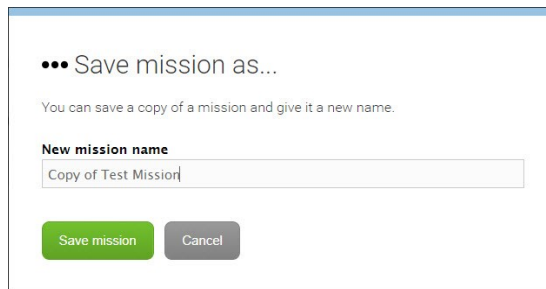 ••• Save mission as...
You can save a copy of a mission and give it a new name.
New mission name
Copy of Test Mission
Save mission Cancel